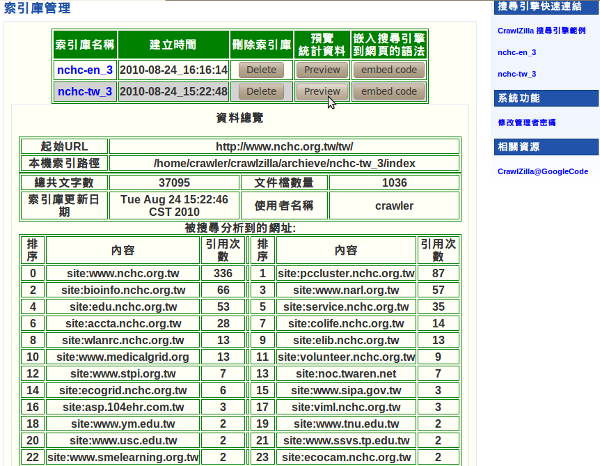 索引庫管理
索引庫名稱 建立時間 刪除索引庫 預覽統計資料 嵌入搜尋引擎到網頁的語法
nchc-en_3 2010-08-24_16:16:14 Delete Preview embed code
nchc-tw_3 2010-08-24_15:22:48 Delete Preview embed code
資料總覽
起始URL http://www.nchc.org.tw/tw/
本機索引路徑 /home/crawler/crawlzilla/archieve/nchc-tw_3/index
總共文字數 37095 文件檔數量 1036
索引庫更新日期 Tue Aug 24 15:22:46 CST 2010 使用者名稱 crawler
被搜尋分析到的網址:
排序 內容 引用次數 排序 內容 引用次數
0 site:www.nchc.org.tw 336 1 site:pccluster.nchc.org.tw 87
2 site:bioinfo.nchc.org.tw 66 3 site:www.narl.org.tw 57
4 site:edu.nchc.org.tw 53 5 site:service.nchc.org.tw 35
6 site:accta.nchc.org.tw 28 7 site:colife.nchc.org.tw 14
8 site:wlanrc.nchc.org.tw 13 9 site:elib.nchc.org.tw 13
10 site:www.medicalgrid.org 13 11 site:volunteer.nchc.org.tw 9
12 site:www.stpi.org.tw 7 13 site:noc.twaren.net 7
14 site:ecogrid.nchc.org.tw 6 15 site:www.sipa.gov.tw 3
16 site:asp.104ehr.com.tw 3 17 site:viml.nchc.org.tw 3
18 site:www.ym.edu.tw 2 19 site:www.tnu.edu.tw 2
20 site:www.usc.edu.tw 2 21 site:www.ssvs.tp.edu.tw 2
22 site:www.smelearning.org.tw 2 23 site:ecocam.nchc.org.tw 2
搜尋引擎快速連結
CrawlZilla 搜尋引擎範例
nchc-en_3
nchc-tw_3
系統功能
修改管理者密碼
相關資源
CrawlZilla@GoogleCode